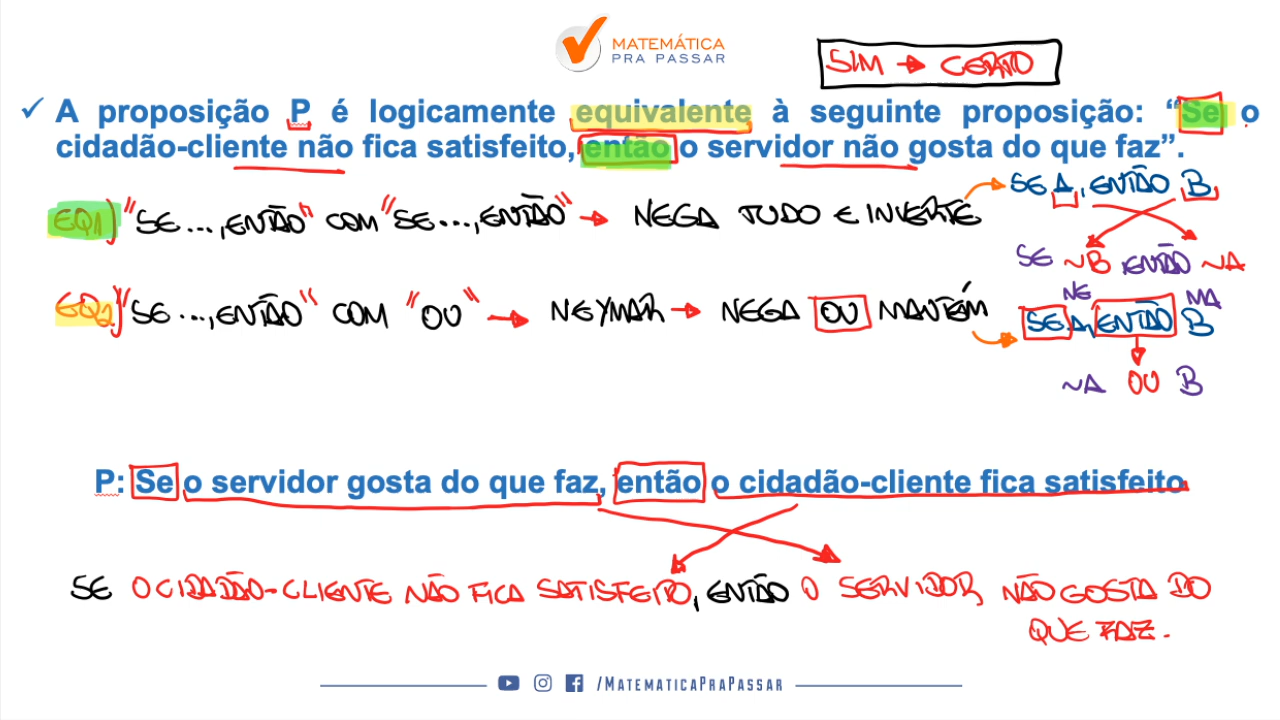 MATEMÁTICA
PRA PASSAR
SIM → CERTO
✓ A proposição P é logicamente equivalente à seguinte proposição: “Se o
cidadão-cliente não fica satisfeito, então o servidor não gosta do que faz”.
SE A, ENTÃO B
EQ1) "SE ..., ENTÃO" COM "SE ..., ENTÃO" → NEGA TUDO E INVERTE
SE ~B ENTÃO ~A
NE MA
EQ2) "SE ..., ENTÃO" COM "OU" → NEYMAR → NEGA OU MANTÉM
SE A, ENTÃO B
~A OU B
P: Se o servidor gosta do que faz, então o cidadão-cliente fica satisfeito
SE O CIDADÃO-CLIENTE NÃO FICA SATISFEITO, ENTÃO O SERVIDOR NÃO GOSTA DO
QUE FAZ.
/MATEMATICAPRAPASSAR